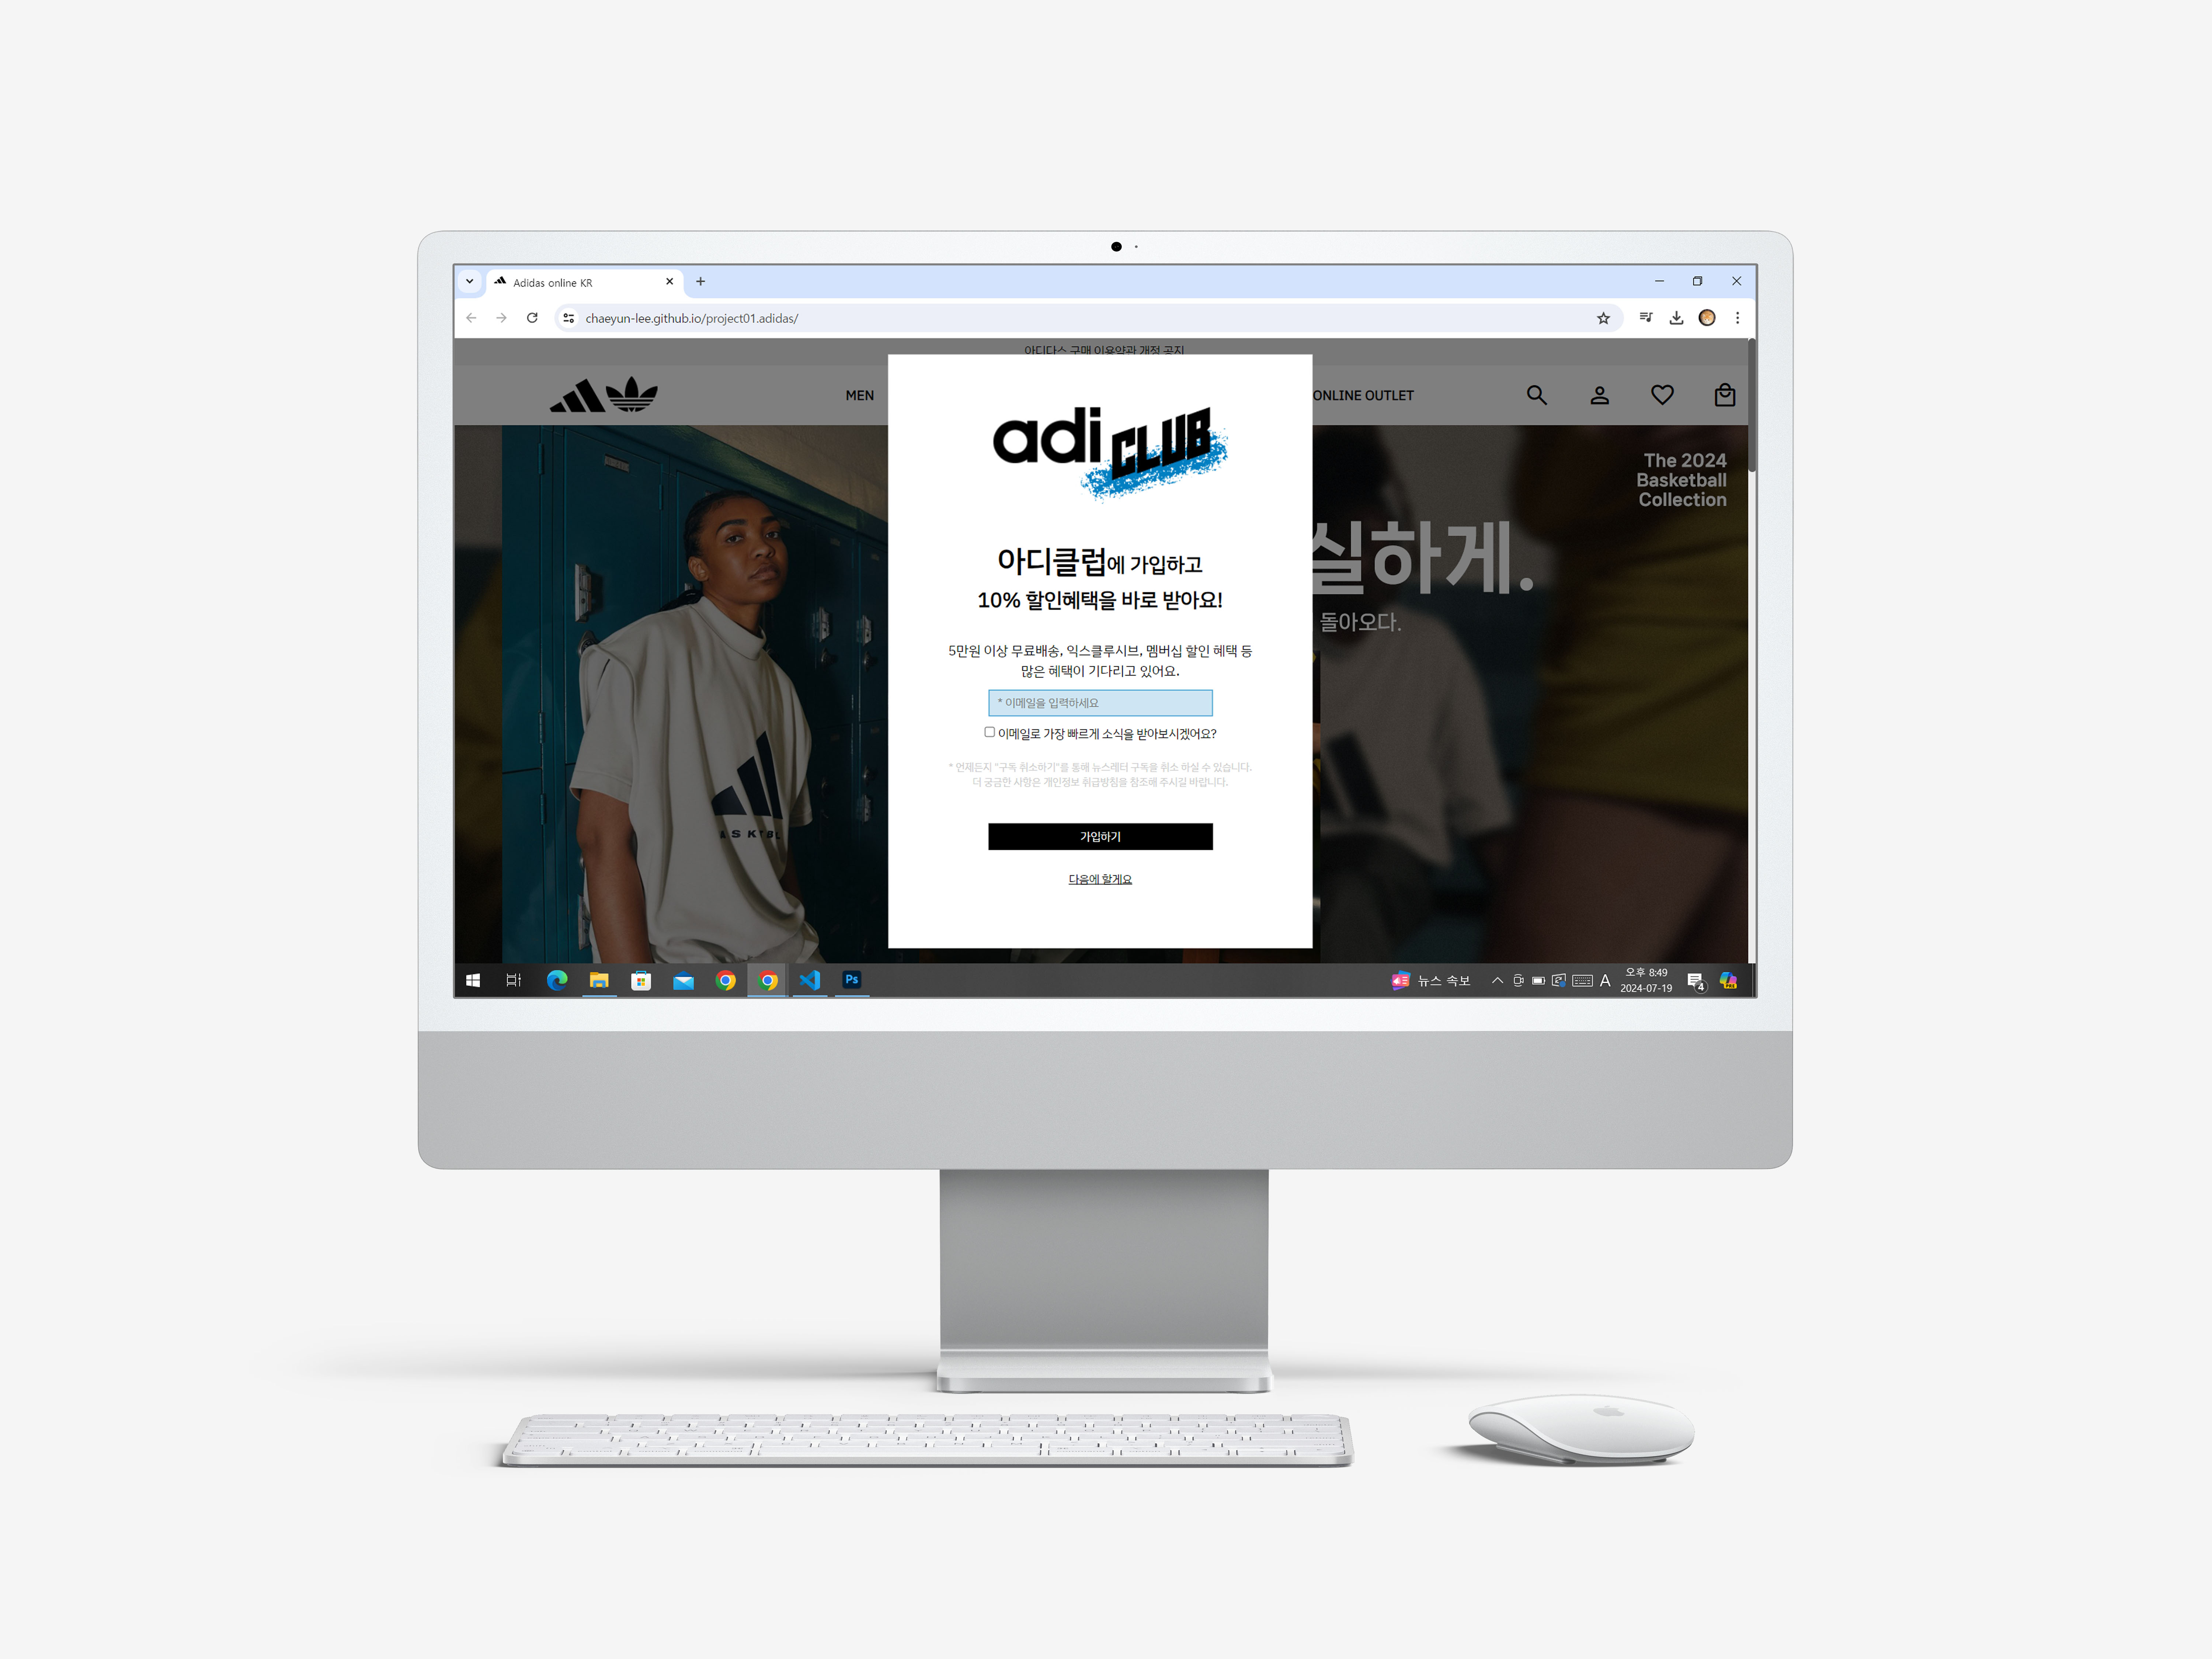 Adidas online KR
chaeyun-lee.github.io/project01.adidas/
아디다스 구매 이용약관 개정 공지
MEN
ONLINE OUTLET
The 2024
Basketball
Collection
실하게.
돌아오다.
adi CLUB
아디클럽에 가입하고
10% 할인혜택을 바로 받아요!
5만원 이상 무료배송, 익스클루시브, 멤버십 할인 혜택 등
많은 혜택이 기다리고 있어요.
* 이메일을 입력하세요
이메일로 가장 빠르게 소식을 받아보시겠어요?
* 언제든지 "구독 취소하기"를 통해 뉴스레터 구독을 취소 하실 수 있습니다.
더 궁금한 사항은 개인정보 취급방침을 참조해 주시길 바랍니다.
가입하기
다음에 할게요
Ps
뉴스 속보
A
오후 8:49
2024-07-19
4